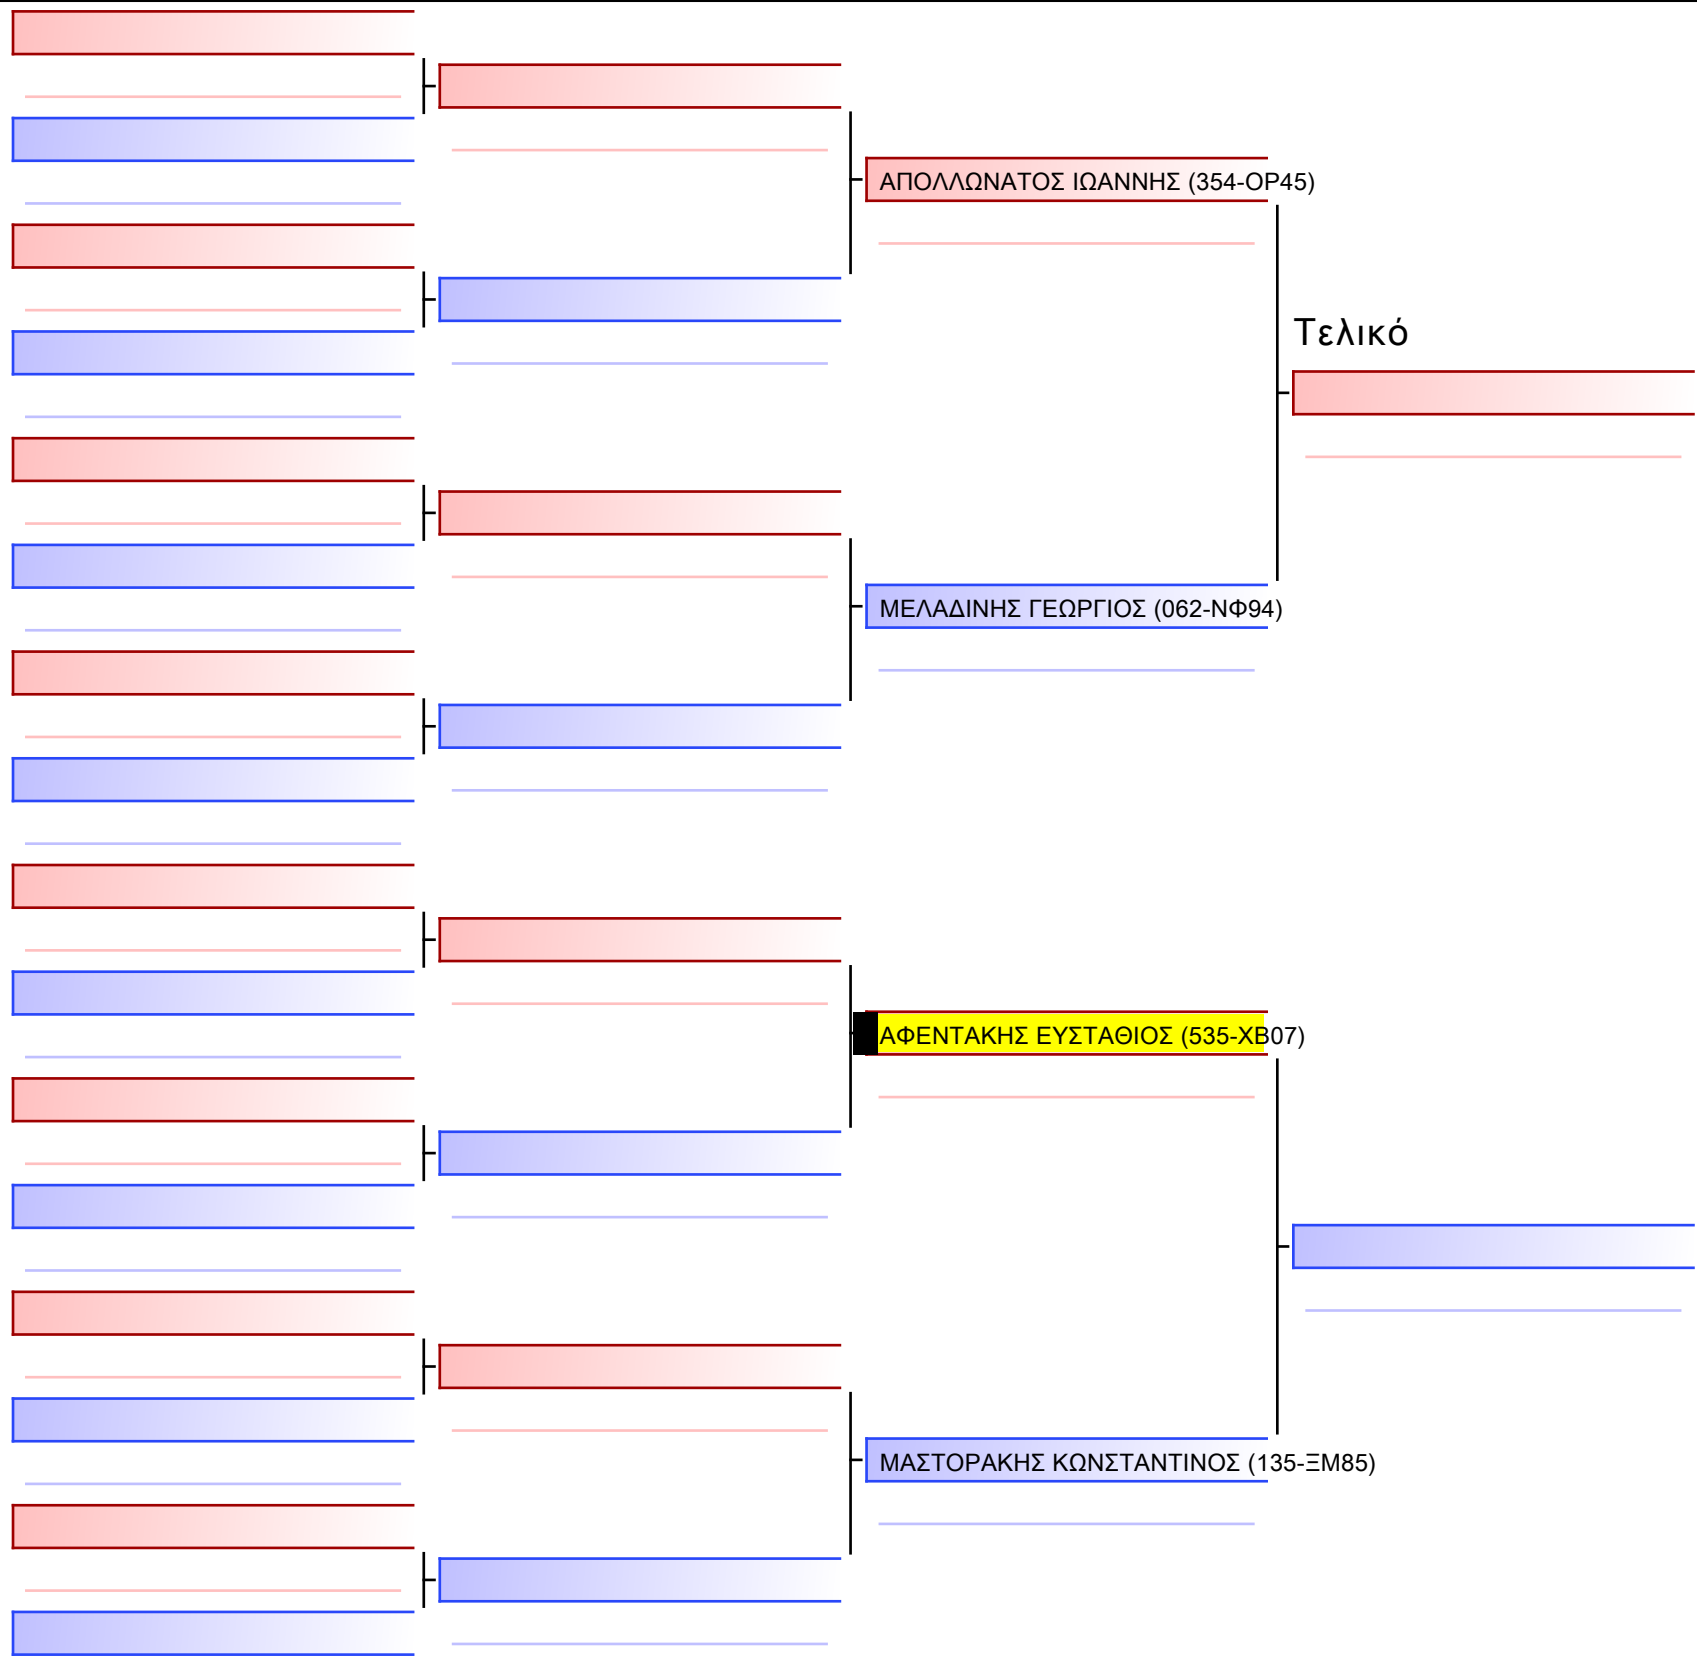 ΑΠΟΛΛΩΝΑΤΟΣ ΙΩΑΝΝΗΣ (354-ΟΡ45)
Τελικό
ΜΕΛΑΔΙΝΗΣ ΓΕΩΡΓΙΟΣ (062-ΝΦ94)
ΑΦΕΝΤΑΚΗΣ ΕΥΣΤΑΘΙΟΣ (535-ΧΒ07)
ΜΑΣΤΟΡΑΚΗΣ ΚΩΝΣΤΑΝΤΙΝΟΣ (135-ΞΜ85)